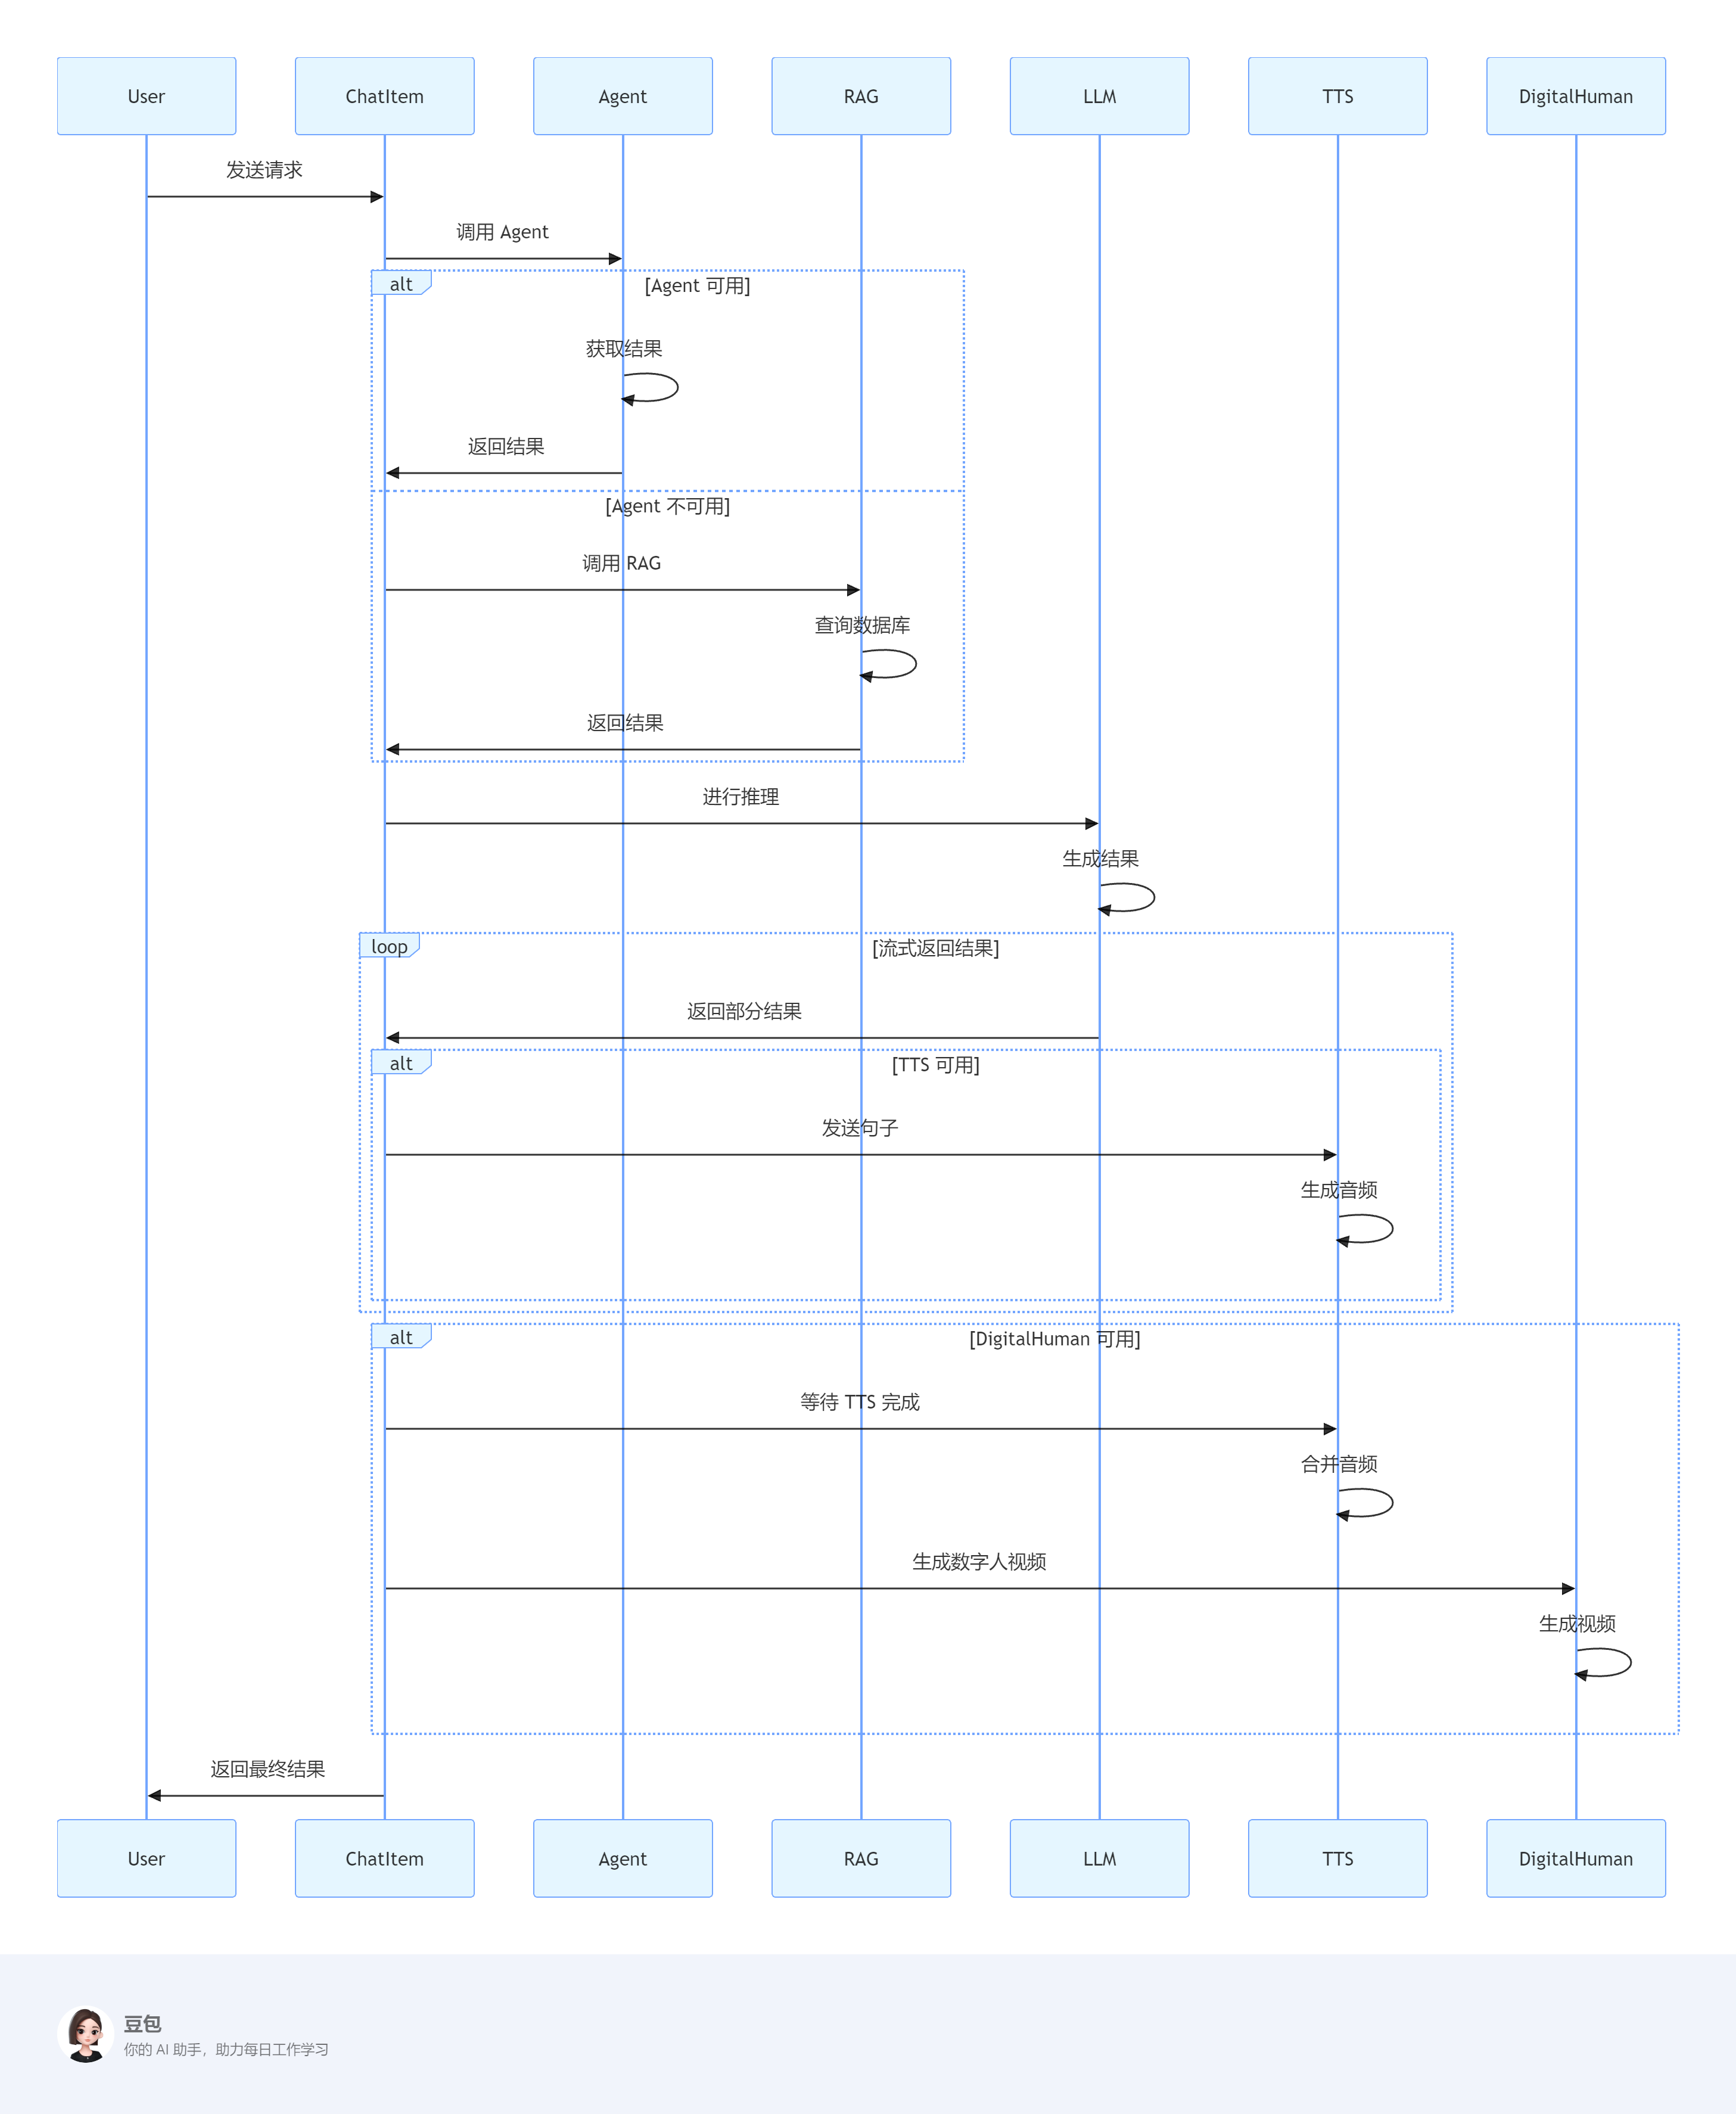 User ChatItem Agent RAG LLM TTS DigitalHuman
发送请求
调用 Agent
alt [Agent 可用]
获取结果
返回结果
[Agent 不可用]
调用 RAG
查询数据库
返回结果
进行推理
生成结果
loop [流式返回结果]
返回部分结果
alt [TTS 可用]
发送句子
生成音频
alt [DigitalHuman 可用]
等待 TTS 完成
合并音频
生成数字人视频
生成视频
返回最终结果
User ChatItem Agent RAG LLM TTS DigitalHuman
豆包
你的 AI 助手，助力每日工作学习